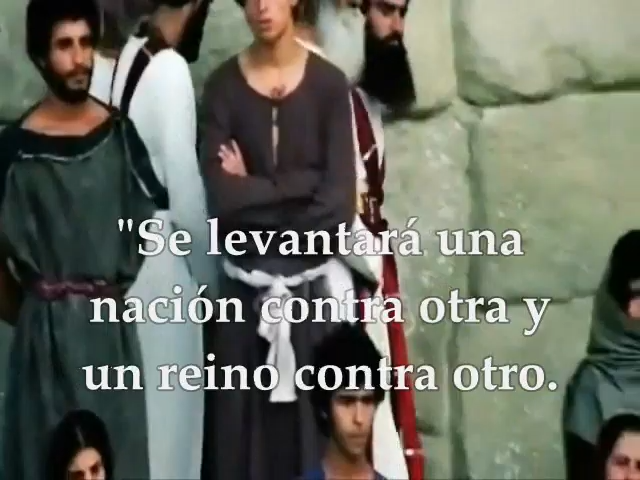 "Se levantará una
nación contra otra y
un reino contra otro.